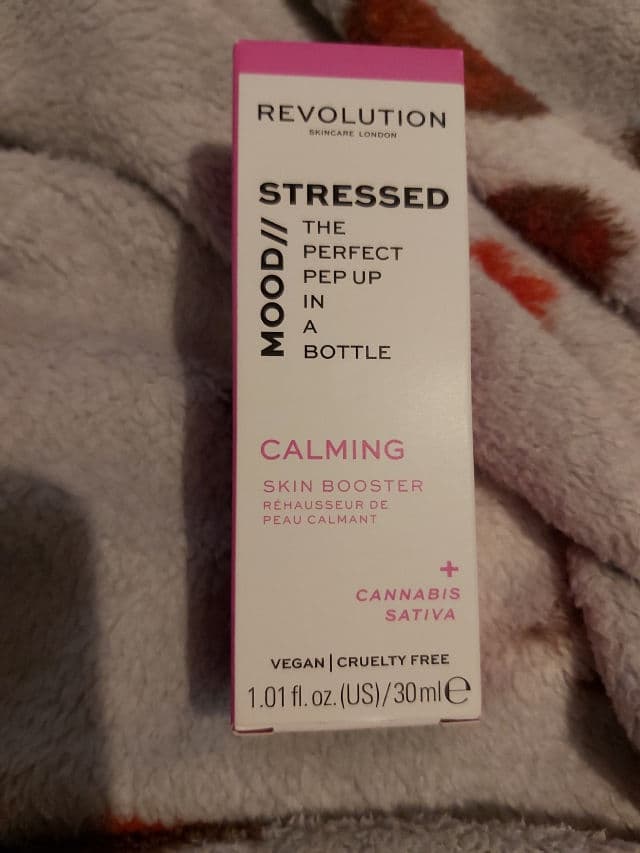 REVOLUTION
SKINCARE LONDON
STRESSED
MOOD//
THE
PERFECT
PEP UP
IN
A
BOTTLE
CALMING
SKIN BOOSTER
RÉHAUSSEUR DE
PEAU CALMANT
+
CANNABIS
SATIVA
VEGAN | CRUELTY FREE
1.01 fl. oz. (US)/30ml℮